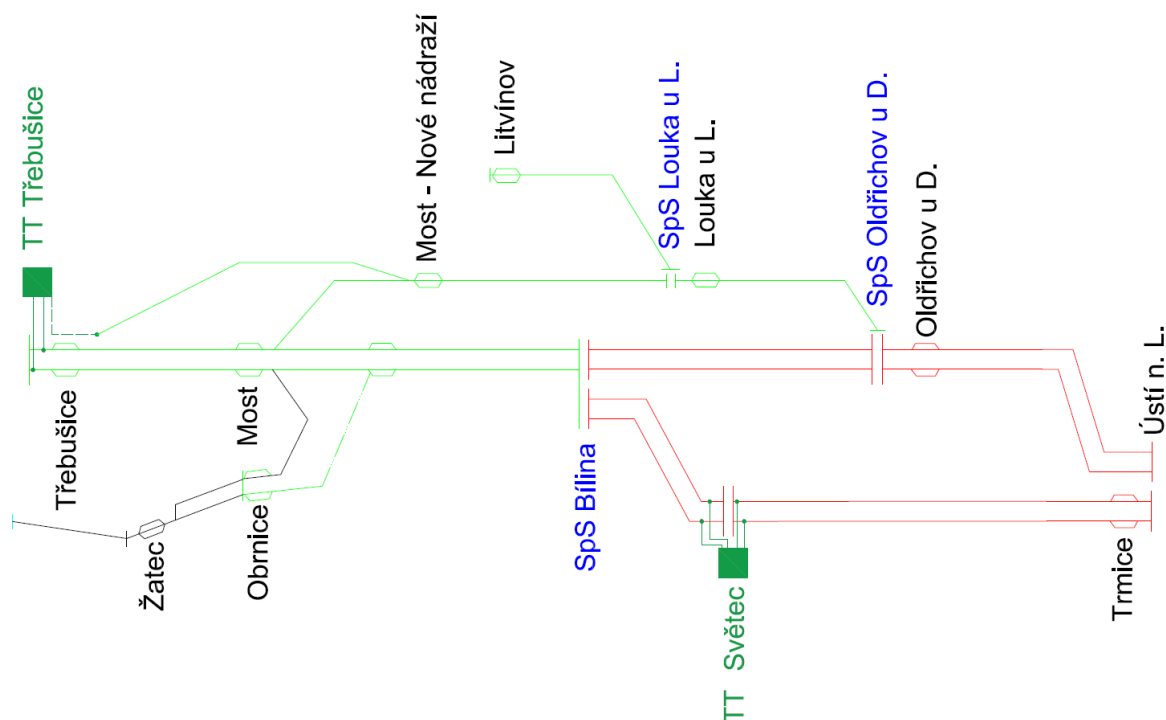 TT Třebušice
Třebušice
Žatec
Obrnice
Most
Most - Nové nádraží
Litvínov
SpS Louka u L.
Louka u L.
SpS Oldřichov u D.
Oldřichov u D.
SpS Bílina
TT Světec
Trmice
Ústí n. L.